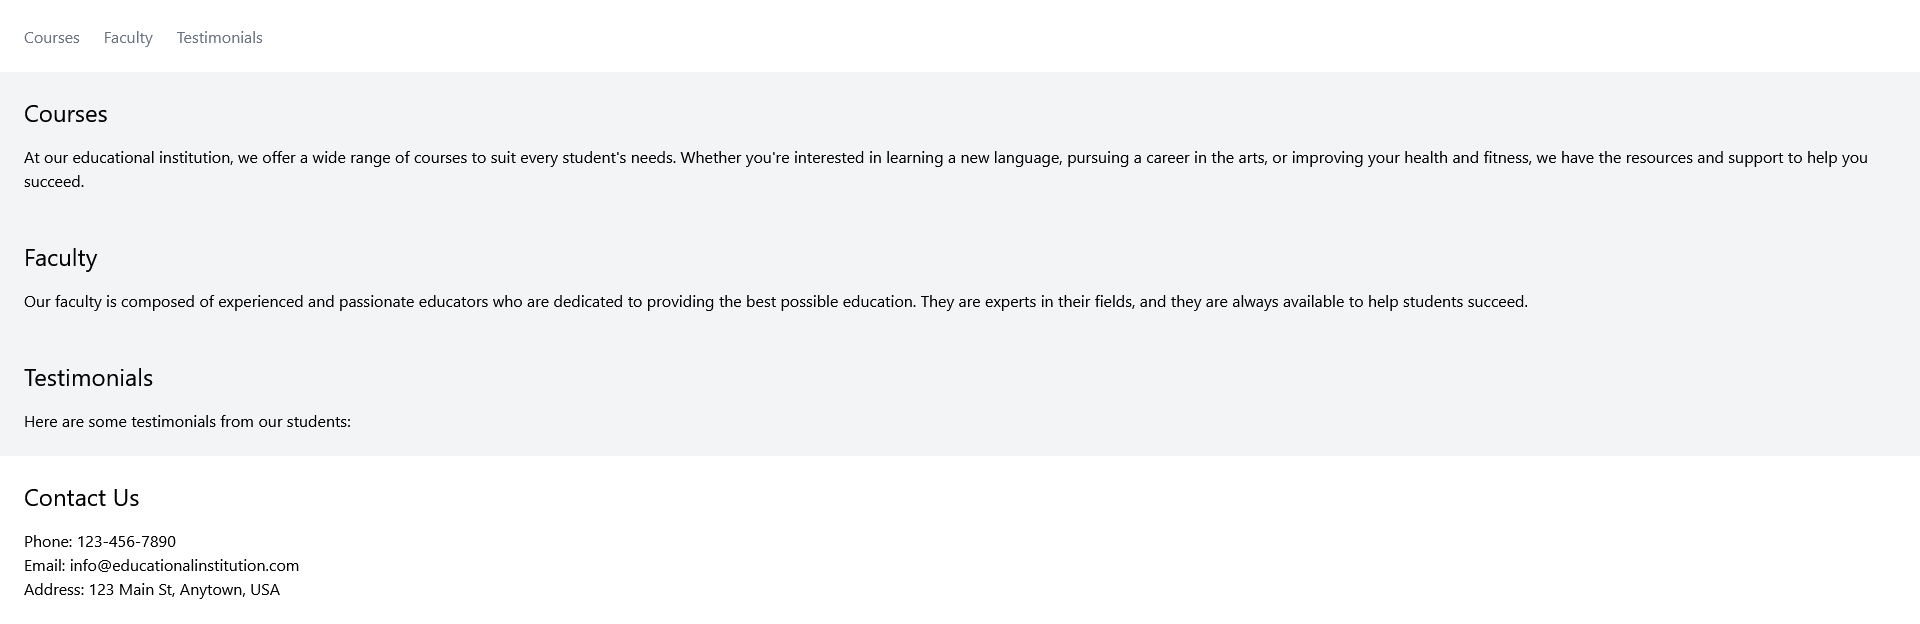 Courses Faculty Testimonials
Courses
At our educational institution, we offer a wide range of courses to suit every student's needs. Whether you're interested in learning a new language, pursuing a career in the arts, or improving your health and fitness, we have the resources and support to help you
succeed.
Faculty
Our faculty is composed of experienced and passionate educators who are dedicated to providing the best possible education. They are experts in their fields, and they are always available to help students succeed.
Testimonials
Here are some testimonials from our students:
Contact Us
Phone: 123-456-7890
Email: info@educationalinstitution.com
Address: 123 Main St, Anytown, USA